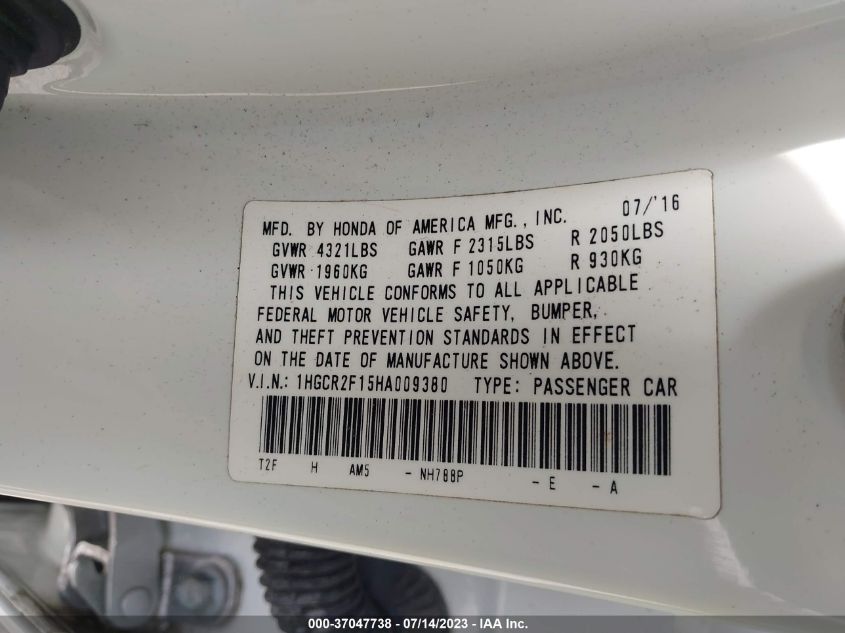 MFD. BY HONDA OF AMERICA MFG., INC. 07/'16
GVWR 4321LBS GAWR F 2315LBS R 2050LBS
GVWR 1960KG GAWR F 1050KG R 930KG
THIS VEHICLE CONFORMS TO ALL APPLICABLE
FEDERAL MOTOR VEHICLE SAFETY, BUMPER,
AND THEFT PREVENTION STANDARDS IN EFFECT
ON THE DATE OF MANUFACTURE SHOWN ABOVE.
V.I.N.: 1HGCR2F15HA009380 TYPE: PASSENGER CAR
T2F H AM5 - NH788P - E - A
000-37047738 - 07/14/2023 - IAA Inc.